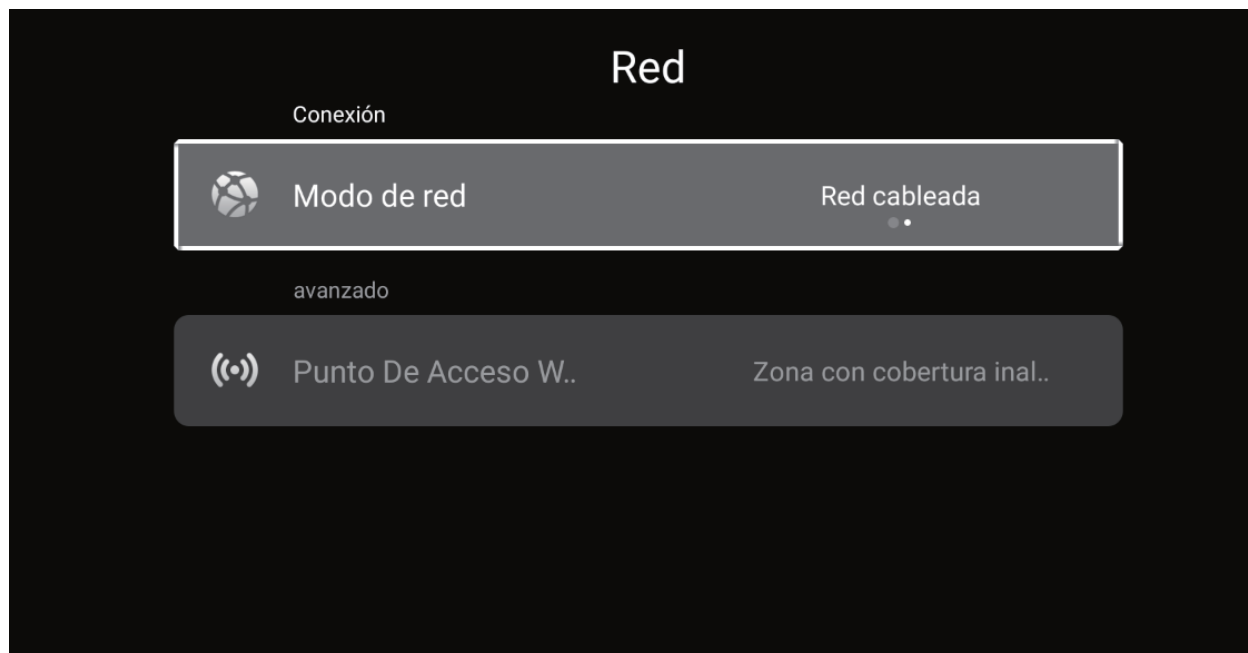 Red
Conexión
Modo de red
Red cableada
avanzado
Punto De Acceso W..
Zona con cobertura inal..